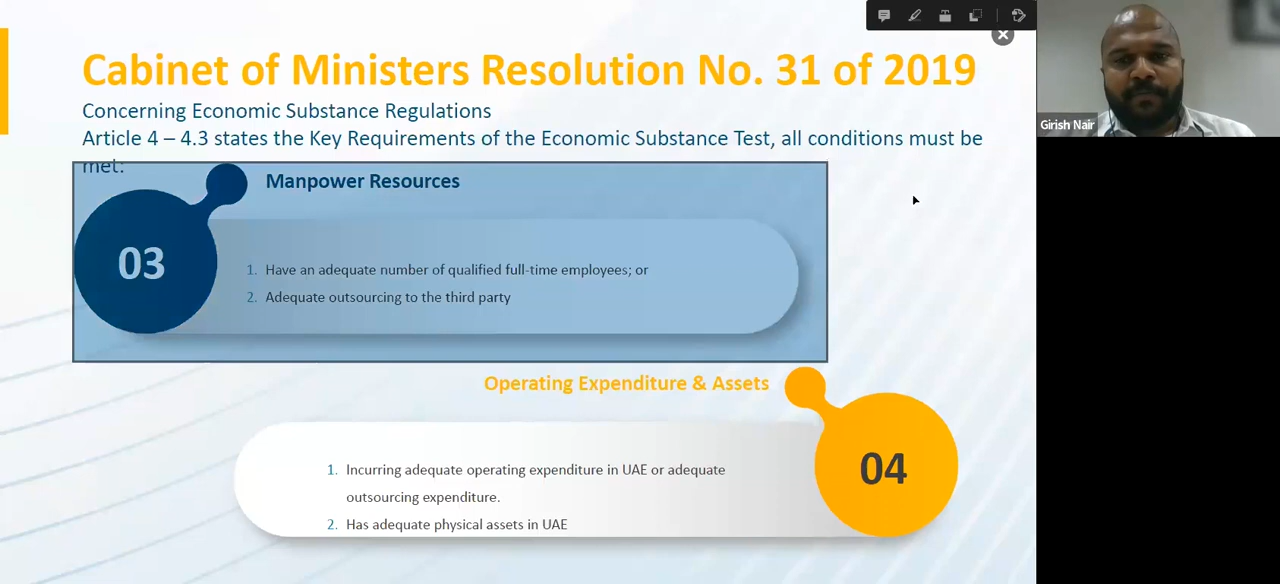 Cabinet of Ministers Resolution No. 31 of 2019
Concerning Economic Substance Regulations
Article 4 – 4.3 states the Key Requirements of the Economic Substance Test, all conditions must be
met:
Manpower Resources
03
1. Have an adequate number of qualified full-time employees; or
2. Adequate outsourcing to the third party
Operating Expenditure & Assets
04
1. Incurring adequate operating expenditure in UAE or adequate
outsourcing expenditure.
2. Has adequate physical assets in UAE
Girish Nair